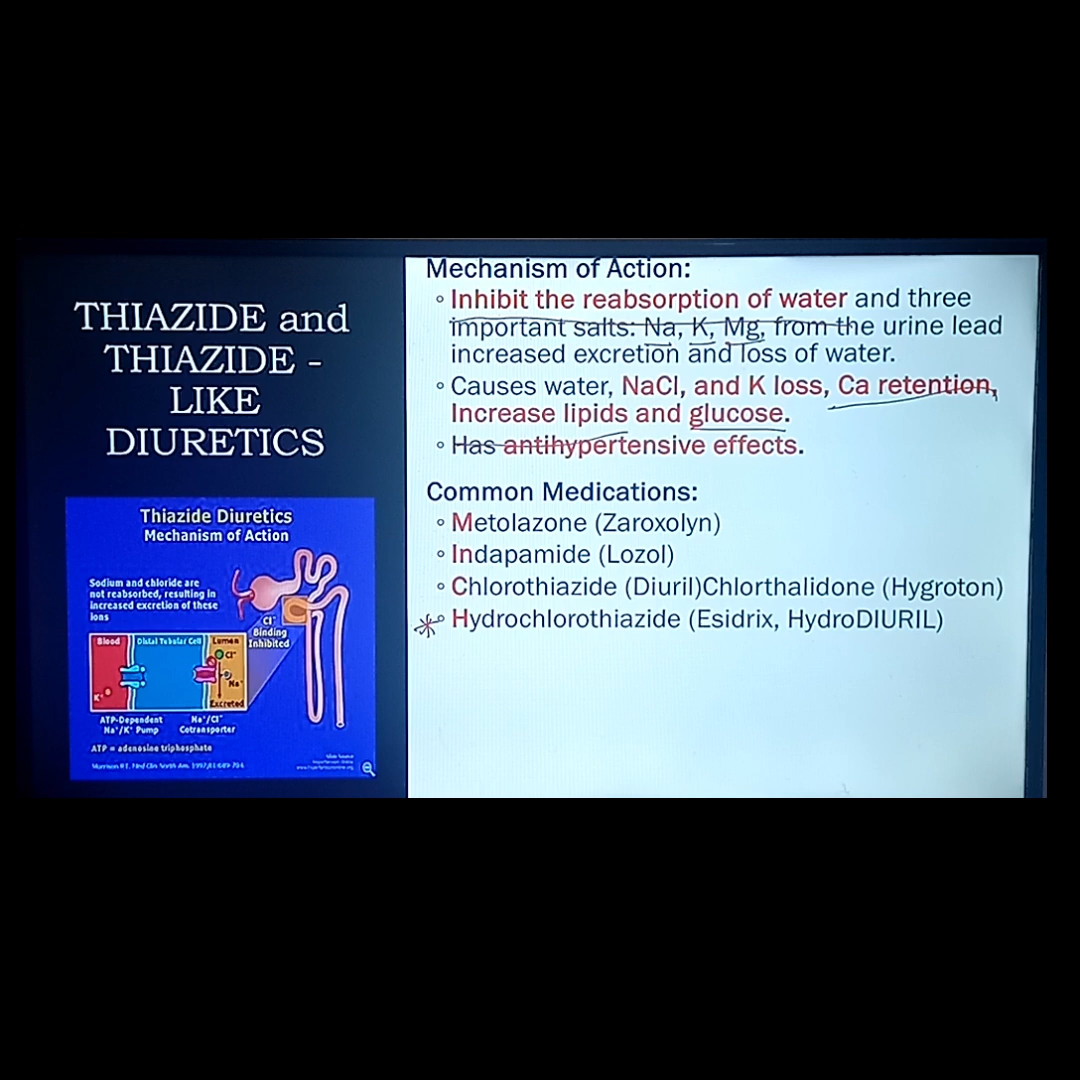 THIAZIDE and
THIAZIDE -
LIKE
DIURETICS
Thiazide Diuretics
Mechanism of Action
Sodium and chloride are
not reabsorbed, resulting in
increased excretion of these
ions
Cl⁻
Binding
Inhibited
Blood
Distal Tubular Cell
Lumen
Cl⁻
Na⁺
K⁺
Excreted
ATP-Dependent
Na⁺/K⁺ Pump
Na⁺/Cl⁻
Cotransporter
ATP = adenosine triphosphate
Mechanism of Action:
◦ Inhibit the reabsorption of water and three
important salts: Na, K, Mg, from the urine lead
increased excretion and loss of water.
◦ Causes water, NaCl, and K loss, Ca retention,
Increase lipids and glucose.
◦ Has antihypertensive effects.
Common Medications:
◦ Metolazone (Zaroxolyn)
◦ Indapamide (Lozol)
◦ Chlorothiazide (Diuril)Chlorthalidone (Hygroton)
◦ Hydrochlorothiazide (Esidrix, HydroDIURIL)